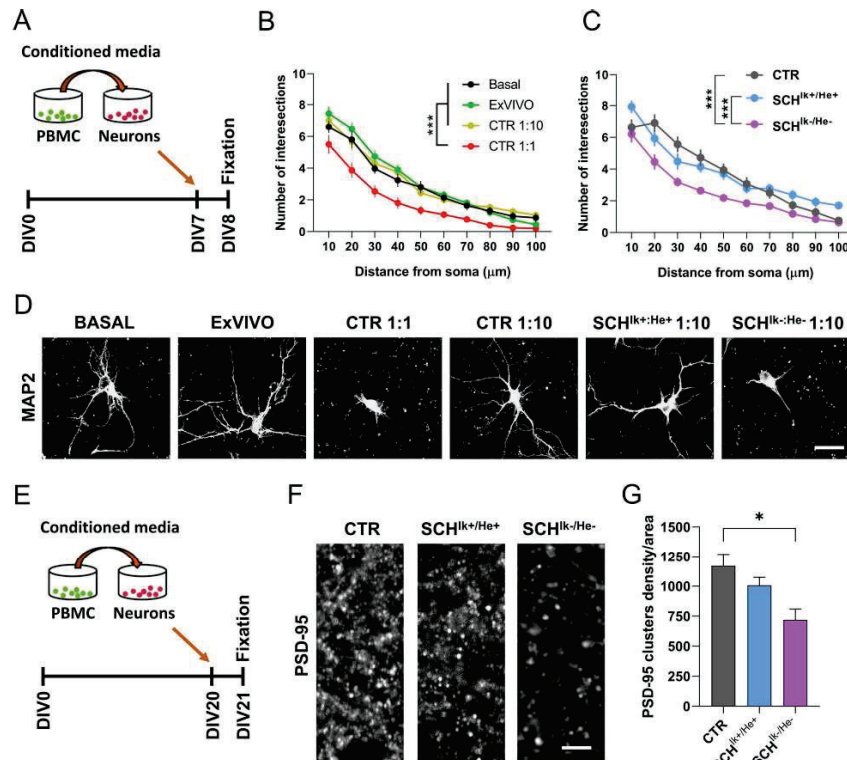 A
Conditioned media
PBMC
Neurons
DIV0
DIV7
DIV8
Fixation
B
Number of interesections
10
8
6
4
2
0
10 20 30 40 50 60 70 80 90 100
Distance from soma (μm)
Basal
ExVIVO
CTR 1:10
CTR 1:1
***
C
Number of interesections
10
8
6
4
2
0
10 20 30 40 50 60 70 80 90 100
Distance from soma (μm)
CTR
SCHIk+/He+
SCHIk-/He-
***
***
D
MAP2
BASAL
ExVIVO
CTR 1:1
CTR 1:10
SCHIk+:He+ 1:10
SCHIk-:He- 1:10
E
Conditioned media
PBMC
Neurons
DIV0
DIV20
DIV21
Fixation
F
PSD-95
CTR
SCHIk+/He+
SCHIk-/He-
G
PSD-95 clusters density/area
1500
1250
1000
750
500
250
0
*
CTR
SCHIk+/He+
SCHIk-/He-